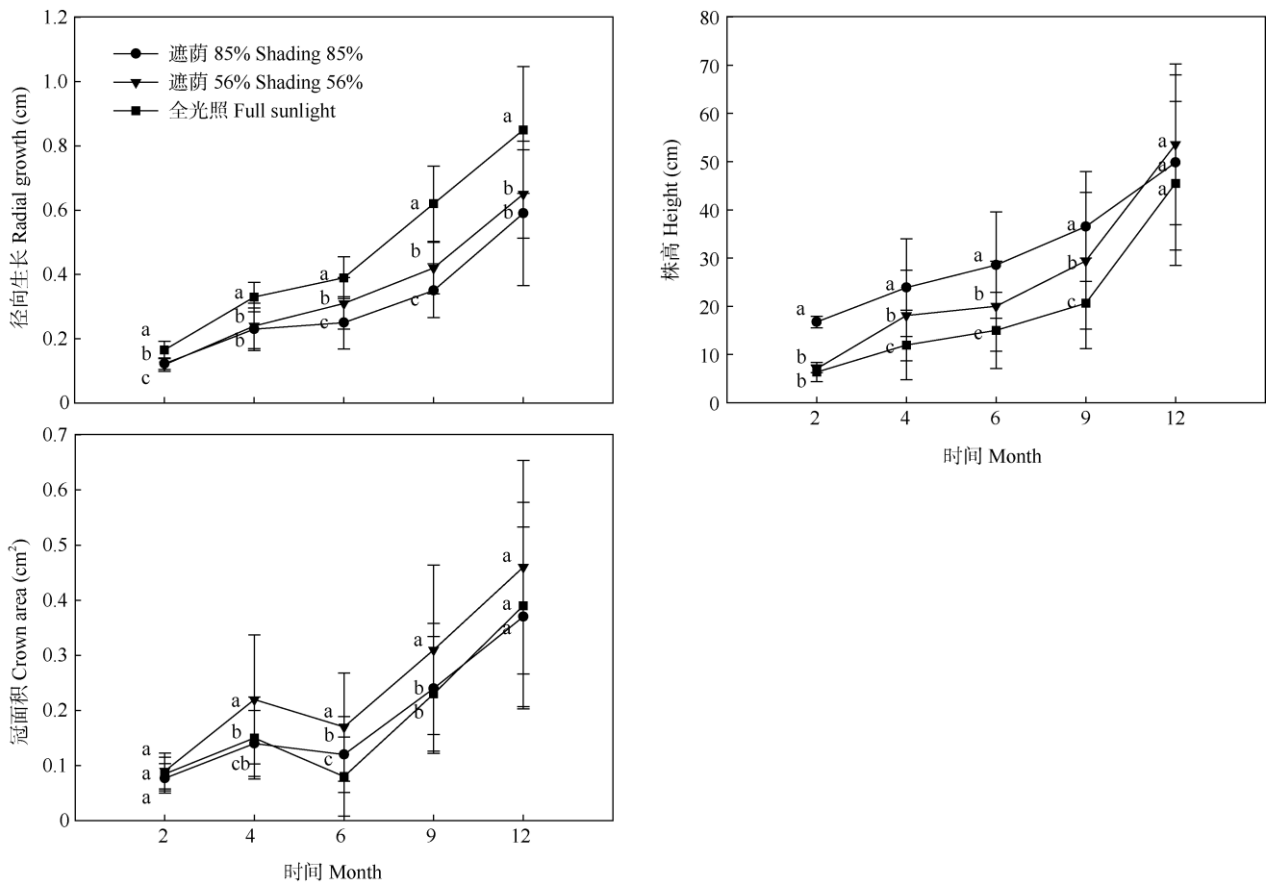 1.2
1.0
0.8
0.6
0.4
0.2
0
径向生长 Radial growth (cm)
遮荫 85% Shading 85%
遮荫 56% Shading 56%
全光照 Full sunlight
a
b
c
a
b
b
a
b
c
a
b
c
a
b
b
80
70
60
50
40
30
20
10
0
株高 Height (cm)
a
b
b
a
b
c
a
b
c
a
b
c
a
a
a
2
4
6
9
12
时间 Month
0.7
0.6
0.5
0.4
0.3
0.2
0.1
0
冠面积 Crown area (cm²)
a
a
a
a
b
cb
a
b
c
a
b
b
a
a
a
2
4
6
9
12
时间 Month